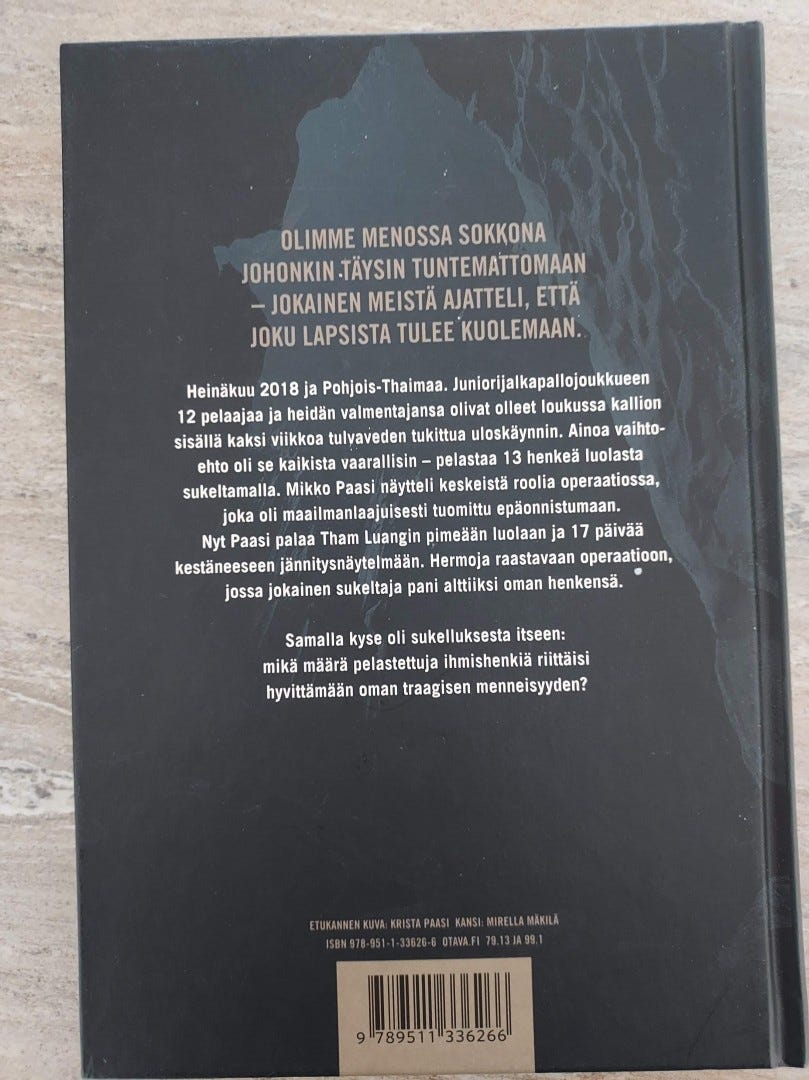 OLIMME MENOSSA SOKKONA
JOHONKIN TÄYSIN TUNTEMATTOMAAN
– JOKAINEN MEISTÄ AJATTELI, ETTÄ
JOKU LAPSISTA TULEE KUOLEMAAN.
Heinäkuu 2018 ja Pohjois-Thaimaa. Juniorijalkapallojoukkueen
12 pelaajaa ja heidän valmentajansa olivat olleet loukussa kallion
sisällä kaksi viikkoa tulvaveden tukittua uloskäynnin. Ainoa vaihto-
ehto oli se kaikista vaarallisin – pelastaa 13 henkeä luolasta
sukeltamalla. Mikko Paasi näytteli keskeistä roolia operaatiossa,
joka oli maailmanlaajuisesti tuomittu epäonnistumaan.
Nyt Paasi palaa Tham Luangin pimeään luolaan ja 17 päivää
kestäneeseen jännitysnäytelmään. Hermoja raastavaan operaatioon,
jossa jokainen sukeltaja pani alttiiksi oman henkensä.
Samalla kyse oli sukelluksesta itseen:
mikä määrä pelastettuja ihmishenkiä riittäisi
hyvittämään oman traagisen menneisyyden?
ETUKANNEN KUVA: KRISTA PAASI KANSI: MIRELLA MÄKILÄ
ISBN 978-951-1-33626-6 OTAVA.FI 79.13 JA 99.1
9 789511 336266